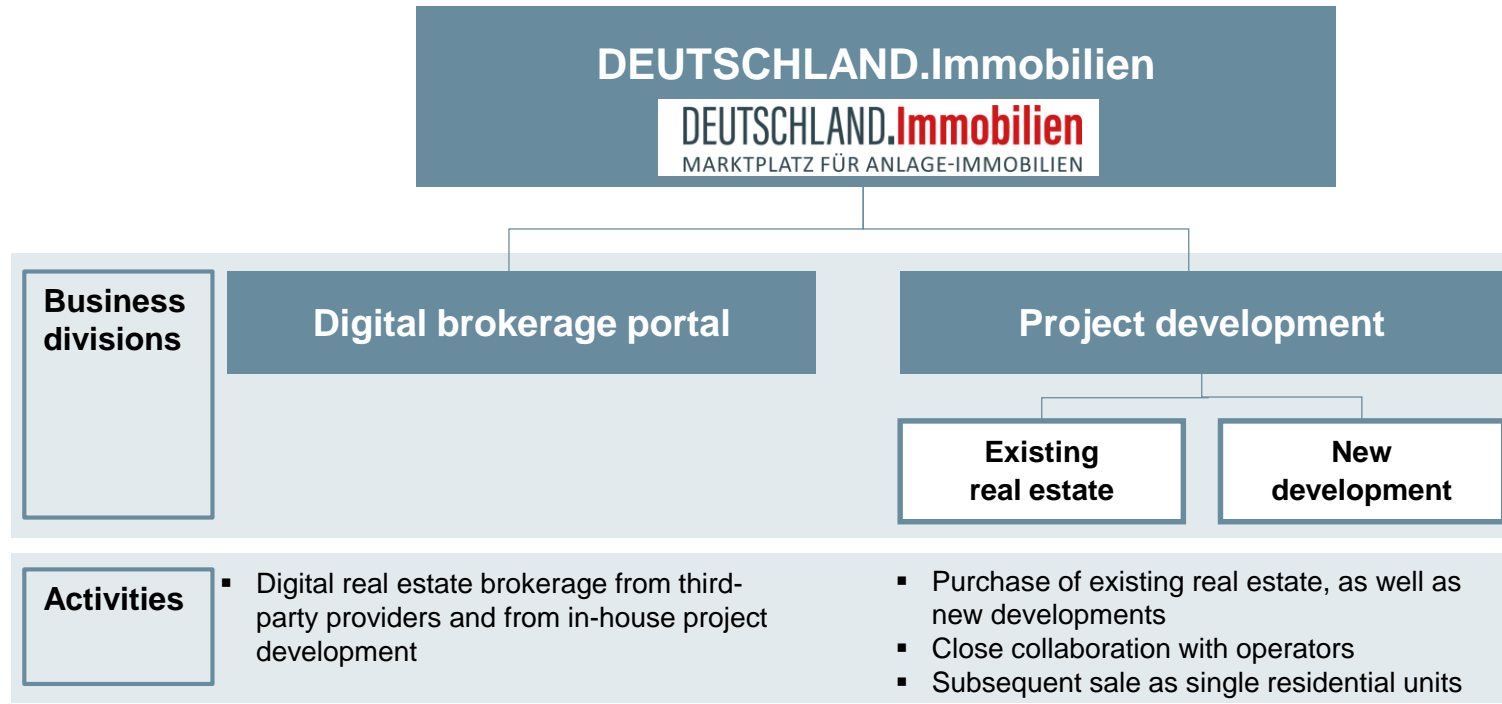 DEUTSCHLAND.Immobilien
DEUTSCHLAND.Immobilien
MARKTPLATZ FÜR ANLAGE-IMMOBILIEN
Business
divisions
Digital brokerage portal
Project development
Existing
real estate
New
development
Activities
▪ Digital real estate brokerage from third-
party providers and from in-house project
development
▪ Purchase of existing real estate, as well as
new developments
▪ Close collaboration with operators
▪ Subsequent sale as single residential units